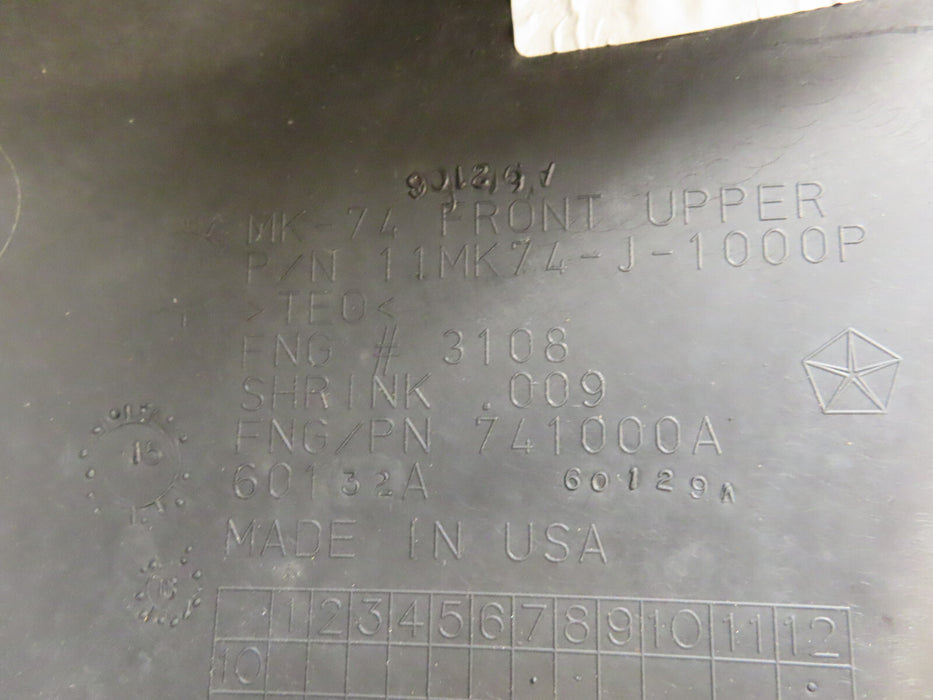 MK-74 FRONT UPPER
P/N 11MK74-J-1000P
>TEO<
FNG # 3108
SHRINK .009
FNG/PN 741000A
60132A 60129A
MADE IN USA
15
1 2 3 4 5 6 7 8 9 10 11 12
10